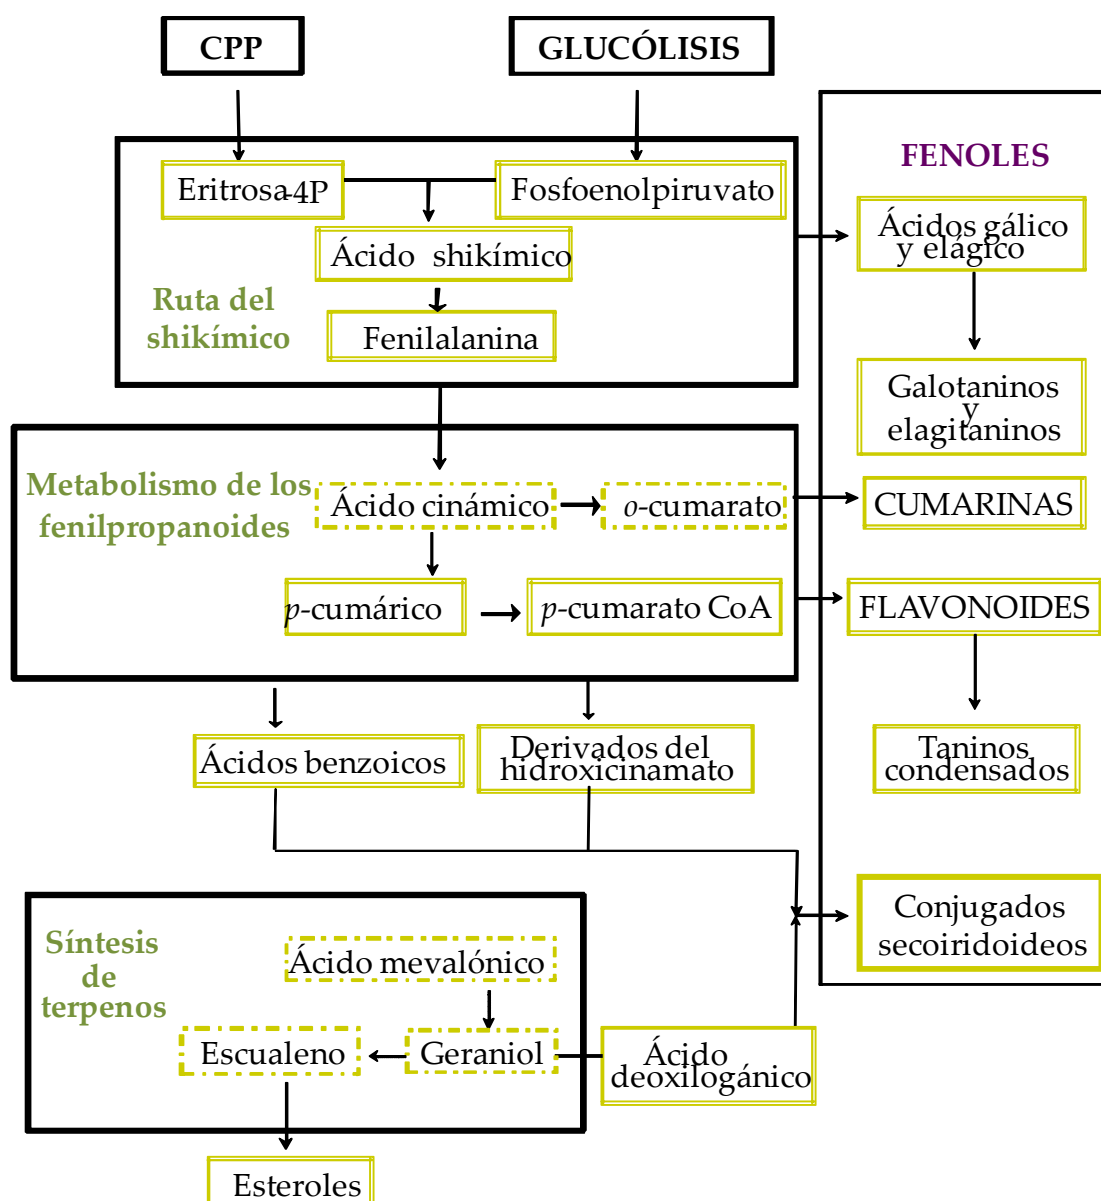 CPP
GLUCÓLISIS
FENOLES
Eritrosa-4P
Fosfoenolpiruvato
Ácidos gálico
y elágico
Ácido shikímico
Ruta del
shikímico
Fenilalanina
Galotaninos
y
elagitaninos
Metabolismo de los
fenilpropanoides
Ácido cinámico
o-cumarato
CUMARINAS
p-cumárico
p-cumarato CoA
FLAVONOIDES
Ácidos benzoicos
Derivados del
hidroxicinamato
Taninos
condensados
Conjugados
secoiridoideos
Síntesis
de
terpenos
Ácido mevalónico
Escualeno
Geraniol
Ácido
deoxilogánico
Esteroles